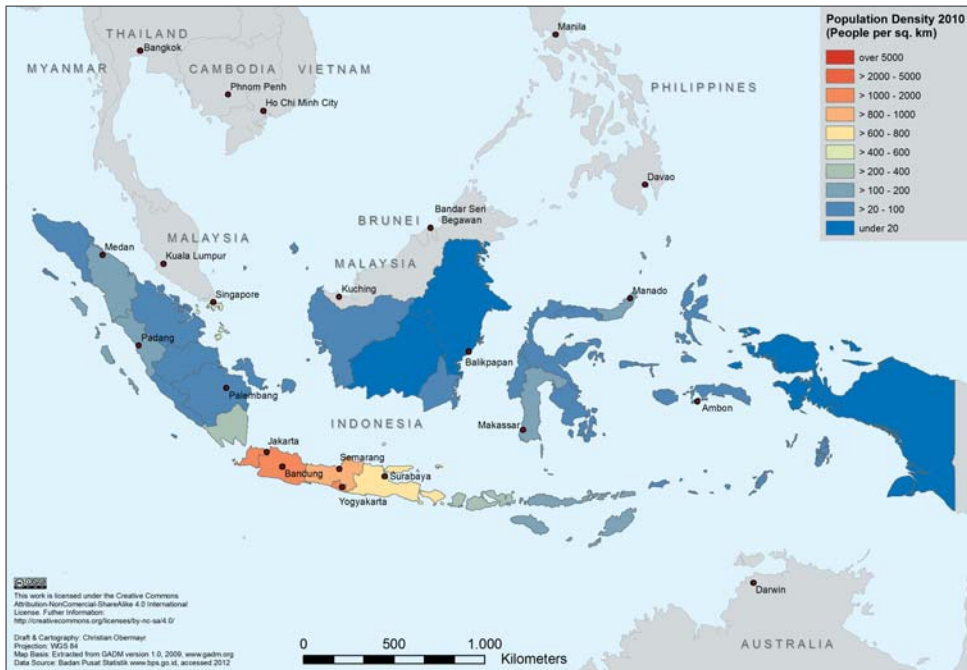 Population Density 2010
(People per sq. km)
over 5000
> 2000 - 5000
> 1000 - 2000
> 800 - 1000
> 600 - 800
> 400 - 600
> 200 - 400
> 100 - 200
> 20 - 100
under 20
Manila
THAILAND
Bangkok
MYANMAR
CAMBODIA
VIETNAM
Phnom Penh
Ho Chi Minh City
PHILIPPINES
Davao
Bandar Seri
Begawan
BRUNEI
MALAYSIA
Medan
Kuala Lumpur
MALAYSIA
Singapore
Kuching
Manado
Padang
Balikpapan
Palembang
Ambon
INDONESIA
Makassar
Jakarta
Semarang
Bandung
Surabaya
Yogyakarta
Darwin
AUSTRALIA
This work is licensed under the Creative Commons
Attribution-NonComercial-ShareAlike 4.0 International
License. Futher Information:
http://creativecommons.org/licenses/by-nc-sa/4.0/
Draft & Cartography: Christian Obermayr
Projection: WGS 84
Map Basis: Extracted from GADM version 1.0, 2009, www.gadm.org
Data Source: Badan Pusat Statistik www.bps.go.id, accessed 2012
0 500 1.000
Kilometers